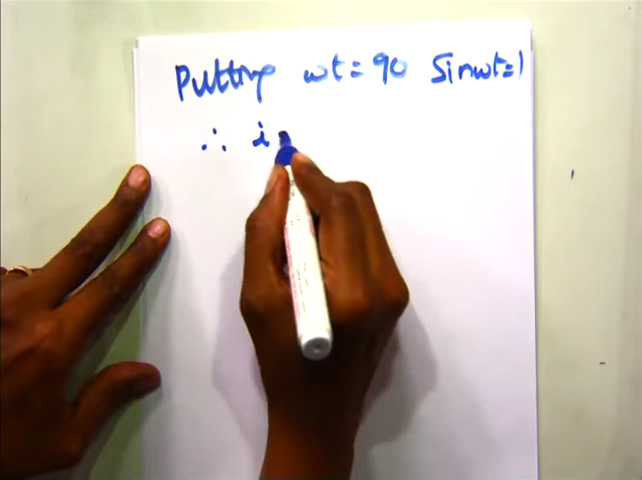 Putting wt = 90 Sinwt=1
∴ i